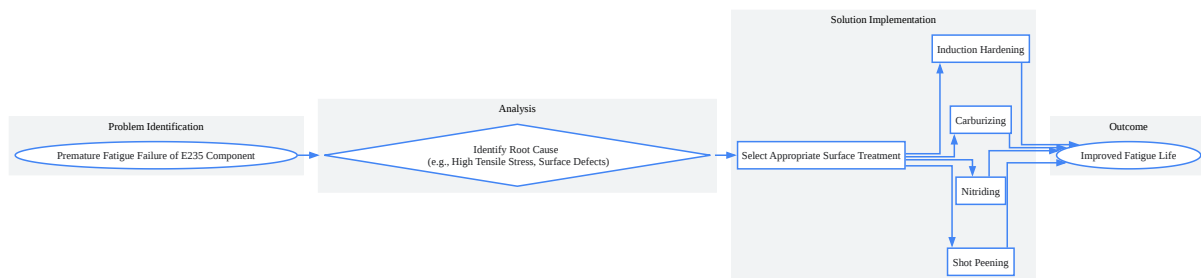 Solution Implementation
Induction Hardening
Analysis
Carburizing
Problem Identification
Outcome
Identify Root Cause
(e.g., High Tensile Stress, Surface Defects)
Premature Fatigue Failure of E235 Component
Select Appropriate Surface Treatment
Improved Fatigue Life
Nitriding
Shot Peening